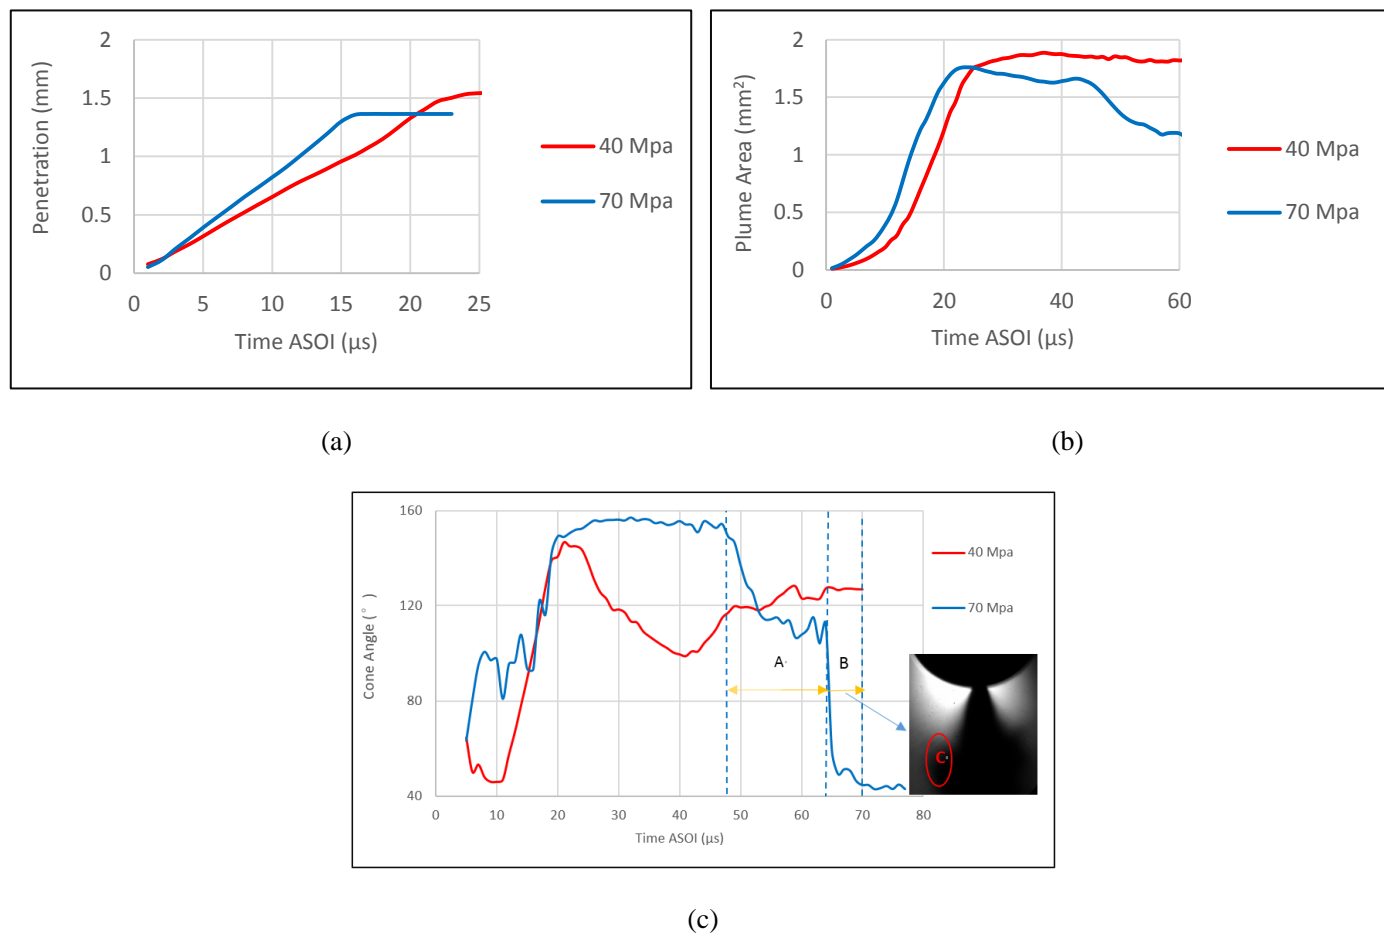 2
1.5
1
0.5
0
0 5 10 15 20 25
Penetration (mm)
Time ASOI (µs)
40 Mpa
70 Mpa
(a)
2
1.5
1
0.5
0
0 20 40 60
Plume Area (mm²)
Time ASOI (µs)
40 Mpa
70 Mpa
(b)
160
120
80
40
0 10 20 30 40 50 60 70 80
Cone Angle (°)
Time ASOI (µs)
40 Mpa
70 Mpa
A
B
C
(c)